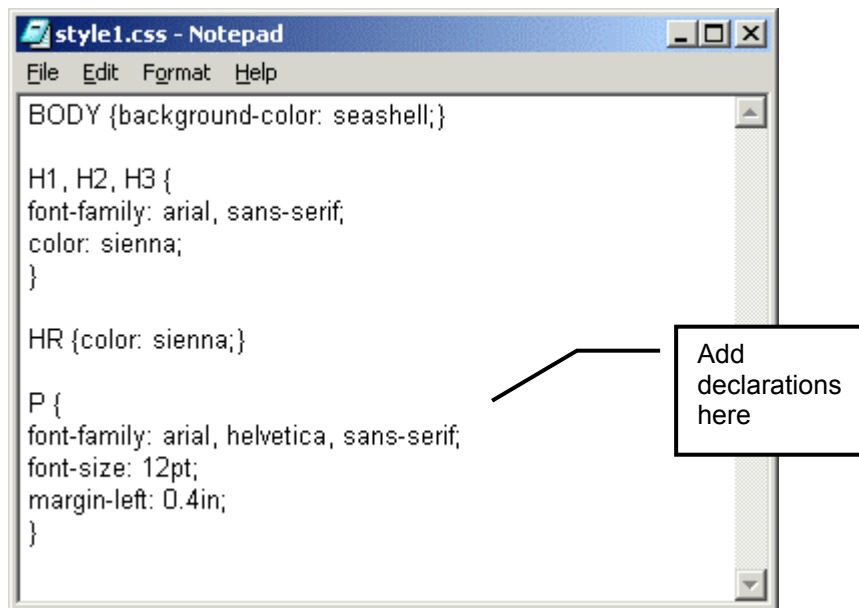 style1.css - Notepad
File Edit Format Help
BODY {background-color: seashell;}
H1, H2, H3 {
font-family: arial, sans-serif;
color: sienna;
}
HR {color: sienna;}
P {
font-family: arial, helvetica, sans-serif;
font-size: 12pt;
margin-left: 0.4in;
}
Add
declarations
here